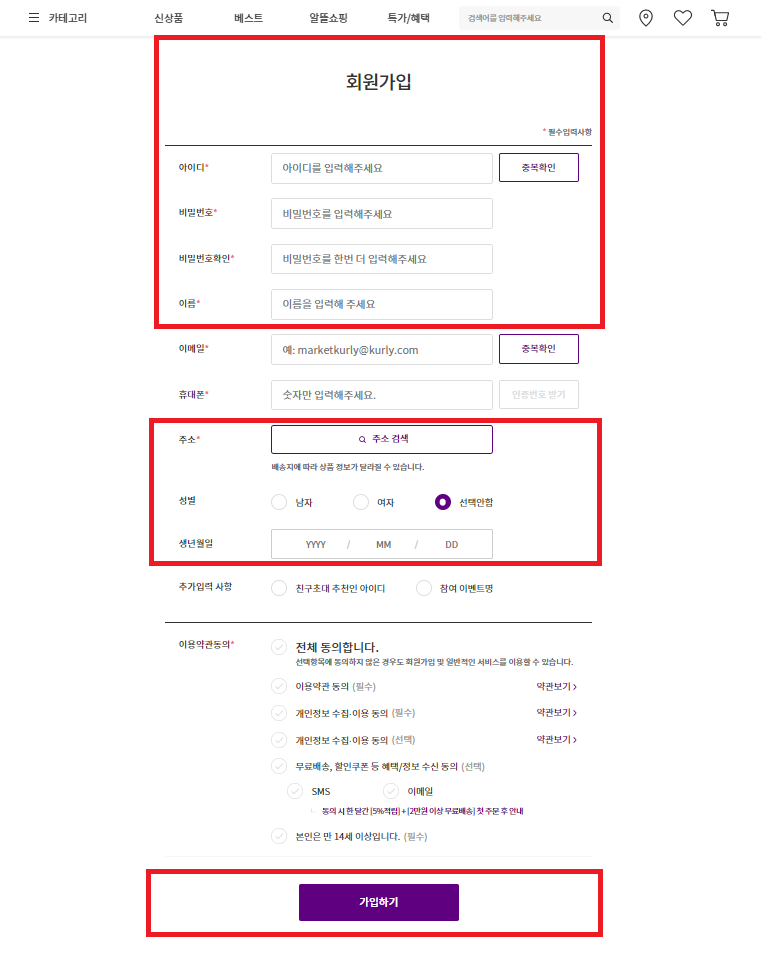 카테고리 신상품 베스트 알뜰쇼핑 특가/혜택 검색어를 입력해주세요
회원가입
* 필수입력사항
아이디* 아이디를 입력해주세요 중복확인
비밀번호* 비밀번호를 입력해주세요
비밀번호확인* 비밀번호를 한번 더 입력해주세요
이름* 이름을 입력해 주세요
이메일* 예: marketkurly@kurly.com 중복확인
휴대폰* 숫자만 입력해주세요. 인증번호 받기
주소* 주소 검색
배송지에 따라 상품 정보가 달라질 수 있습니다.
성별 남자 여자 선택안함
생년월일 YYYY / MM / DD
추가입력 사항 친구초대 추천인 아이디 참여 이벤트명
이용약관동의* 전체 동의합니다.
선택항목에 동의하지 않은 경우도 회원가입 및 일반적인 서비스를 이용할 수 있습니다.
이용약관 동의 (필수) 약관보기 >
개인정보 수집·이용 동의 (필수) 약관보기 >
개인정보 수집·이용 동의 (선택) 약관보기 >
무료배송, 할인쿠폰 등 혜택/정보 수신 동의 (선택)
SMS 이메일
동의 시 한 달간 [5%적립] + [2만원 이상 무료배송] 첫 주문 후 안내
본인은 만 14세 이상입니다. (필수)
가입하기